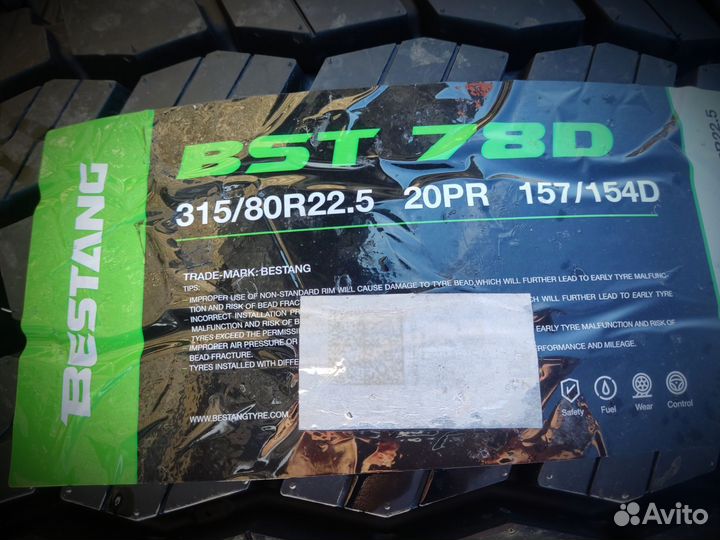 BESTANG
BST 78D
315/80R22.5 20PR 157/154D
TRADE-MARK: BESTANG
TIPS:
IMPROPER USE OF NON-STANDARD RIM WILL CAUSE DAMAGE TO TYRE BEAD,WHICH WILL FURTHER LEAD TO EARLY TYRE MALFUNC-
TION AND RISK OF BEAD FRAC CH WILL FURTHER LEAD TO EARLY TYRE
- INCORRECT INSTALLATION
MALFUNCTION AND RISK OF B EARLY TYRE MALFUNCTION AND RISK OF
TYRES EXCEED THE PERMISSI
IMPROPER AIR PRESSURE OR ERFORMANCE AND MILEAGE.
BEAD FRACTURE.
TYRES INSTALLED WITH DIFFE
WWW.BESTANGTYRE.COM
Safety Fuel Wear Control
Avito